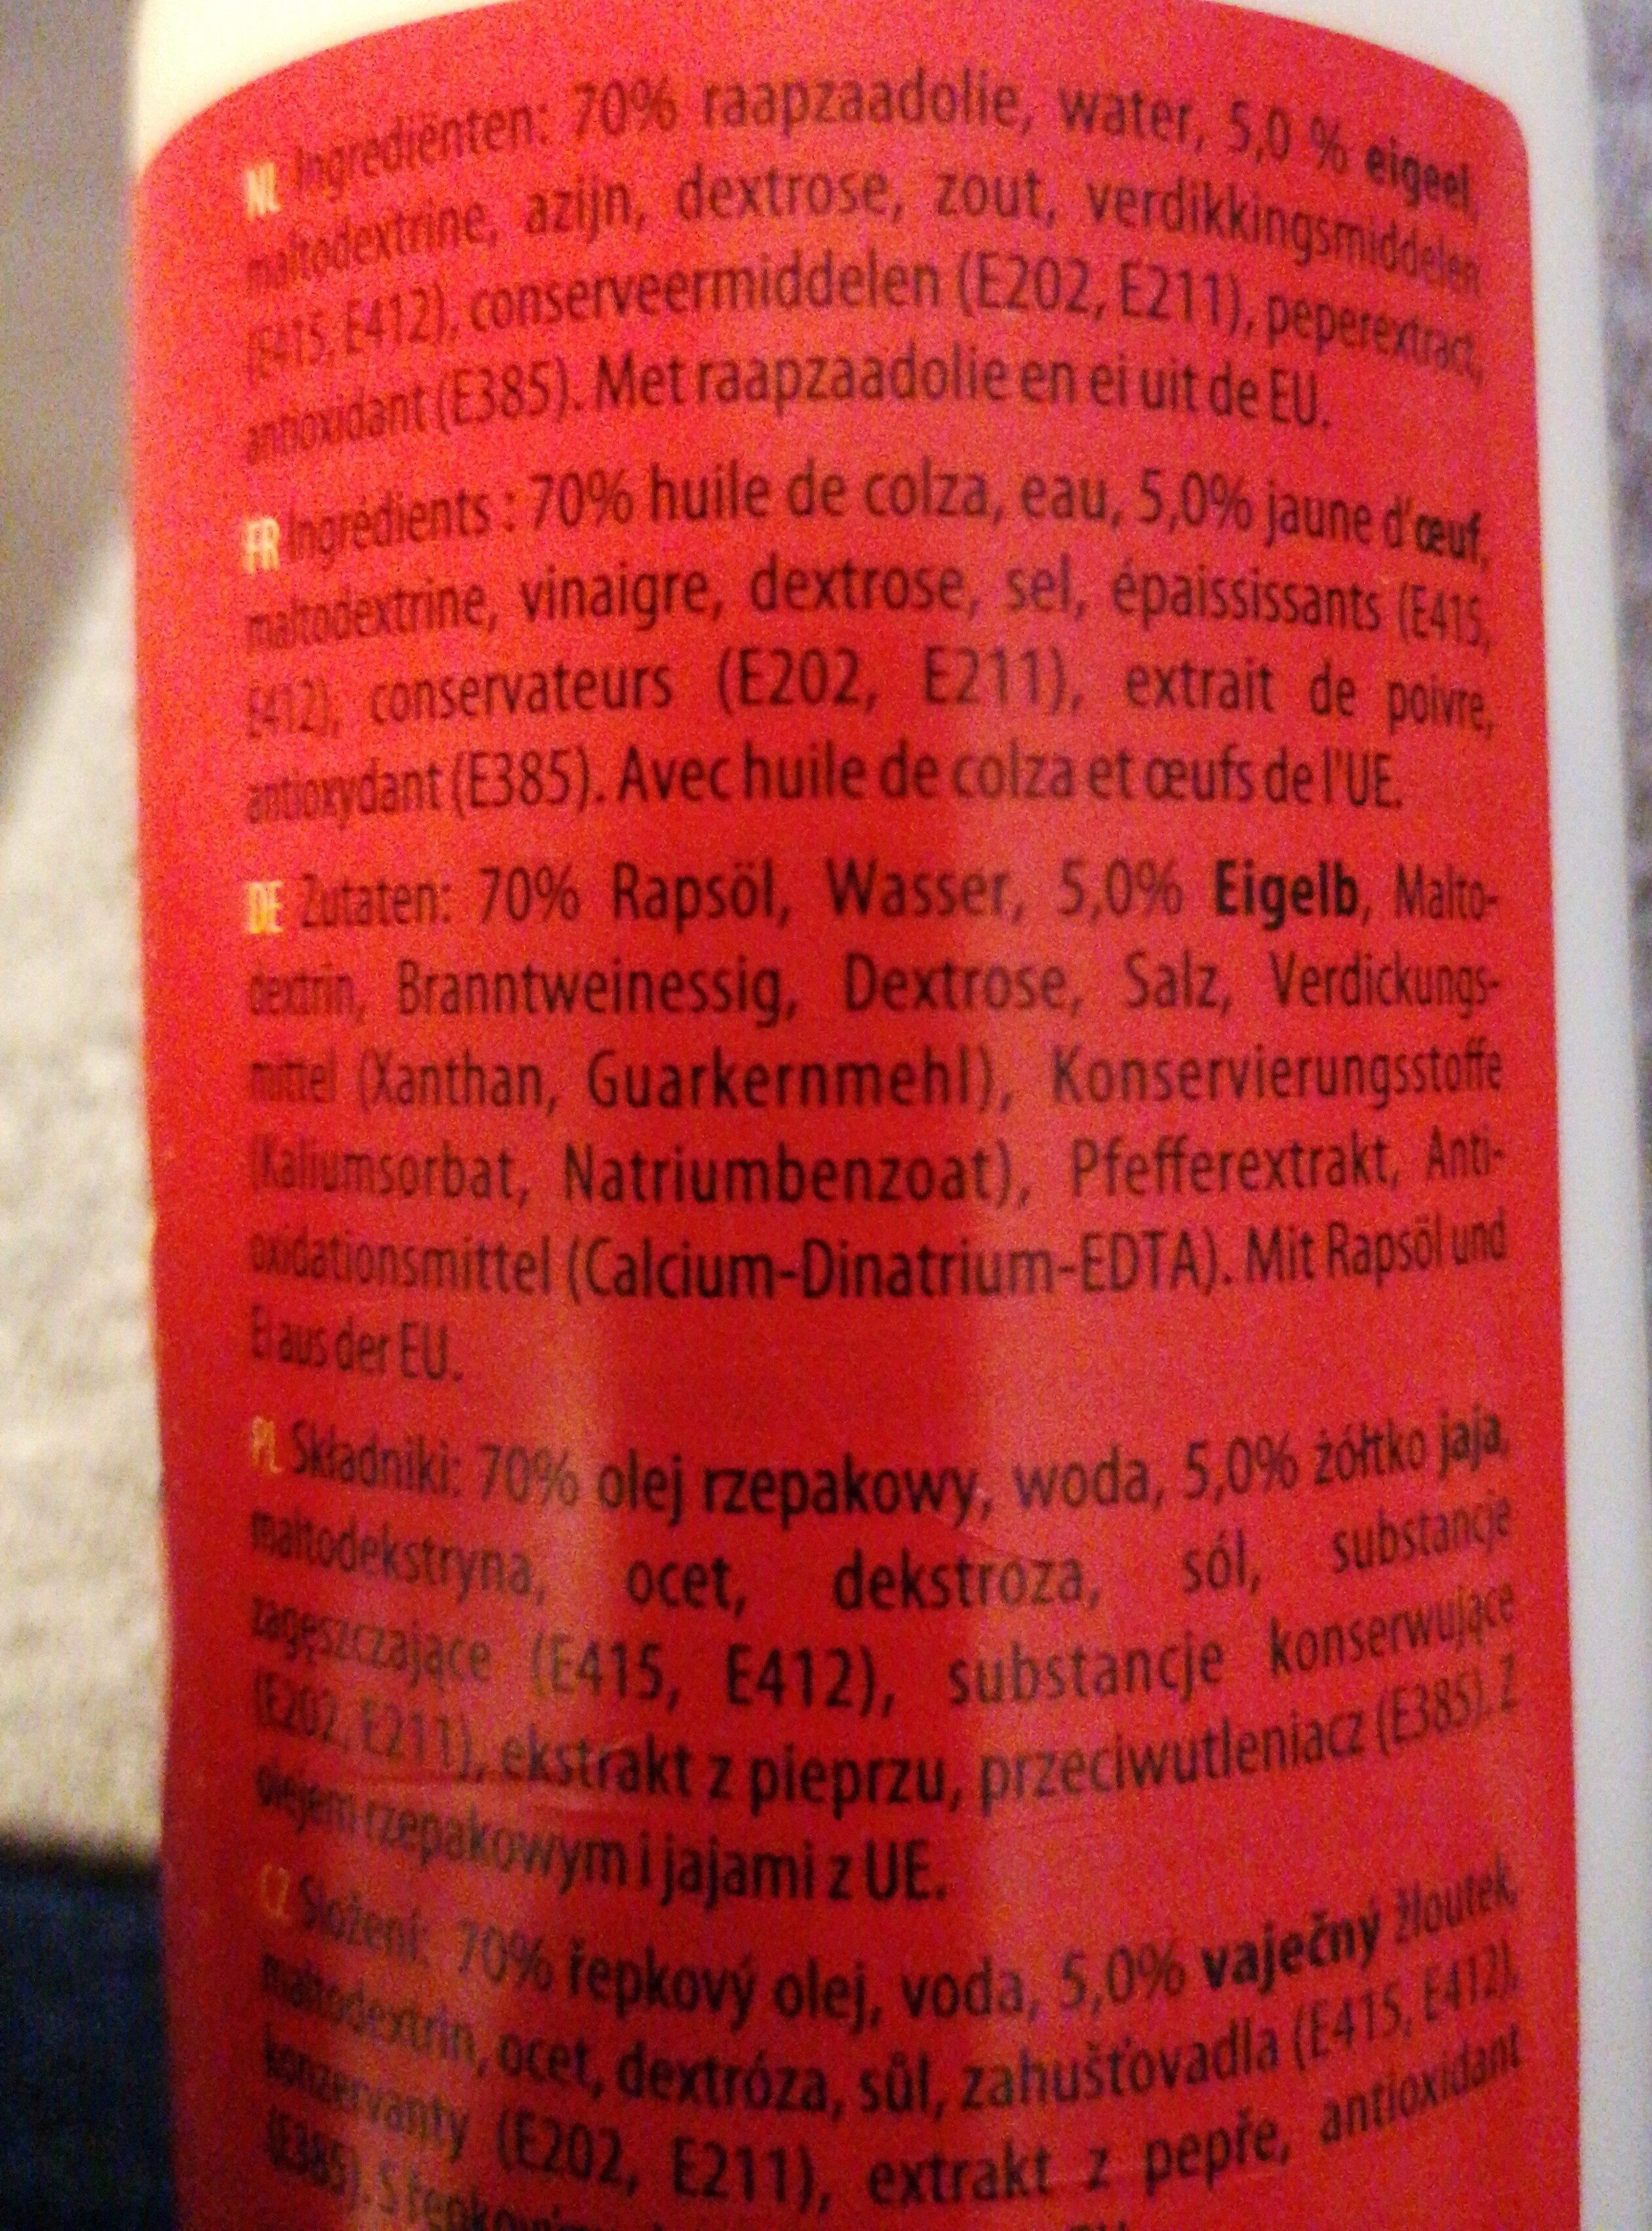 NL Ingrediënten: 70% raapzaadolie, water, 5,0 % eigeel,
maltodextrine, azijn, dextrose, zout, verdikkingsmiddelen
(E415, E412), conserveermiddelen (E202, E211), peperextract,
antioxidant (E385). Met raapzaadolie en ei uit de EU.
FR Ingrédients : 70% huile de colza, eau, 5,0% jaune d'œuf,
maltodextrine, vinaigre, dextrose, sel, épaississants (E415,
E412), conservateurs (E202, E211), extrait de poivre,
antioxydant (E385). Avec huile de colza et œufs de l'UE.
DE Zutaten: 70% Rapsöl, Wasser, 5,0% Eigelb, Malto-
dextrin, Branntweinessig, Dextrose, Salz, Verdickungs-
mittel (Xanthan, Guarkernmehl), Konservierungsstoffe
(Kaliumsorbat, Natriumbenzoat), Pfefferextrakt, Anti-
oxidationsmittel (Calcium-Dinatrium-EDTA). Mit Rapsöl und
Ei aus der EU.
PL Składniki: 70% olej rzepakowy, woda, 5,0% żółtko jaja,
maltodekstryna, ocet, dekstroza, sól, substancje
zagęszczające (E415, E412), substancje konserwujące
(E202, E211), ekstrakt z pieprzu, przeciwutleniacz (E385). Z
olejem rzepakowym i jajami z UE.
CZ Složení: 70% řepkový olej, voda, 5,0% vaječný žloutek,
maltodextrin, ocet, dextróza, sůl, zahušťovadla (E415, E412),
konzervanty (E202, E211), extrakt z pepře, antioxidant
(E385). S